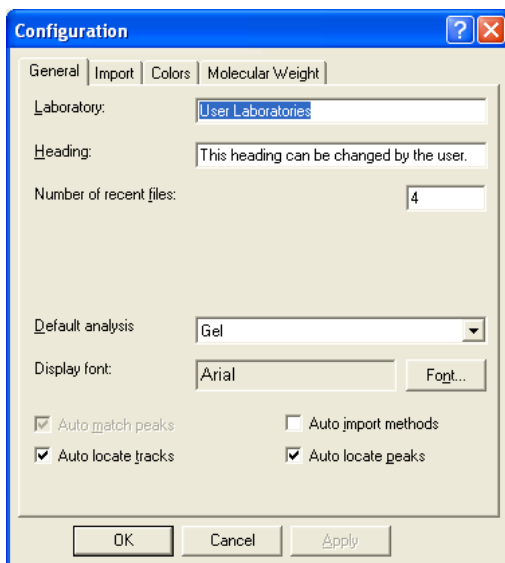 Configuration
General Import Colors Molecular Weight
Laboratory: User Laboratories
Heading: This heading can be changed by the user.
Number of recent files: 4
Default analysis Gel
Display font: Arial Font...
Auto match peaks Auto import methods
Auto locate tracks Auto locate peaks
OK Cancel Apply